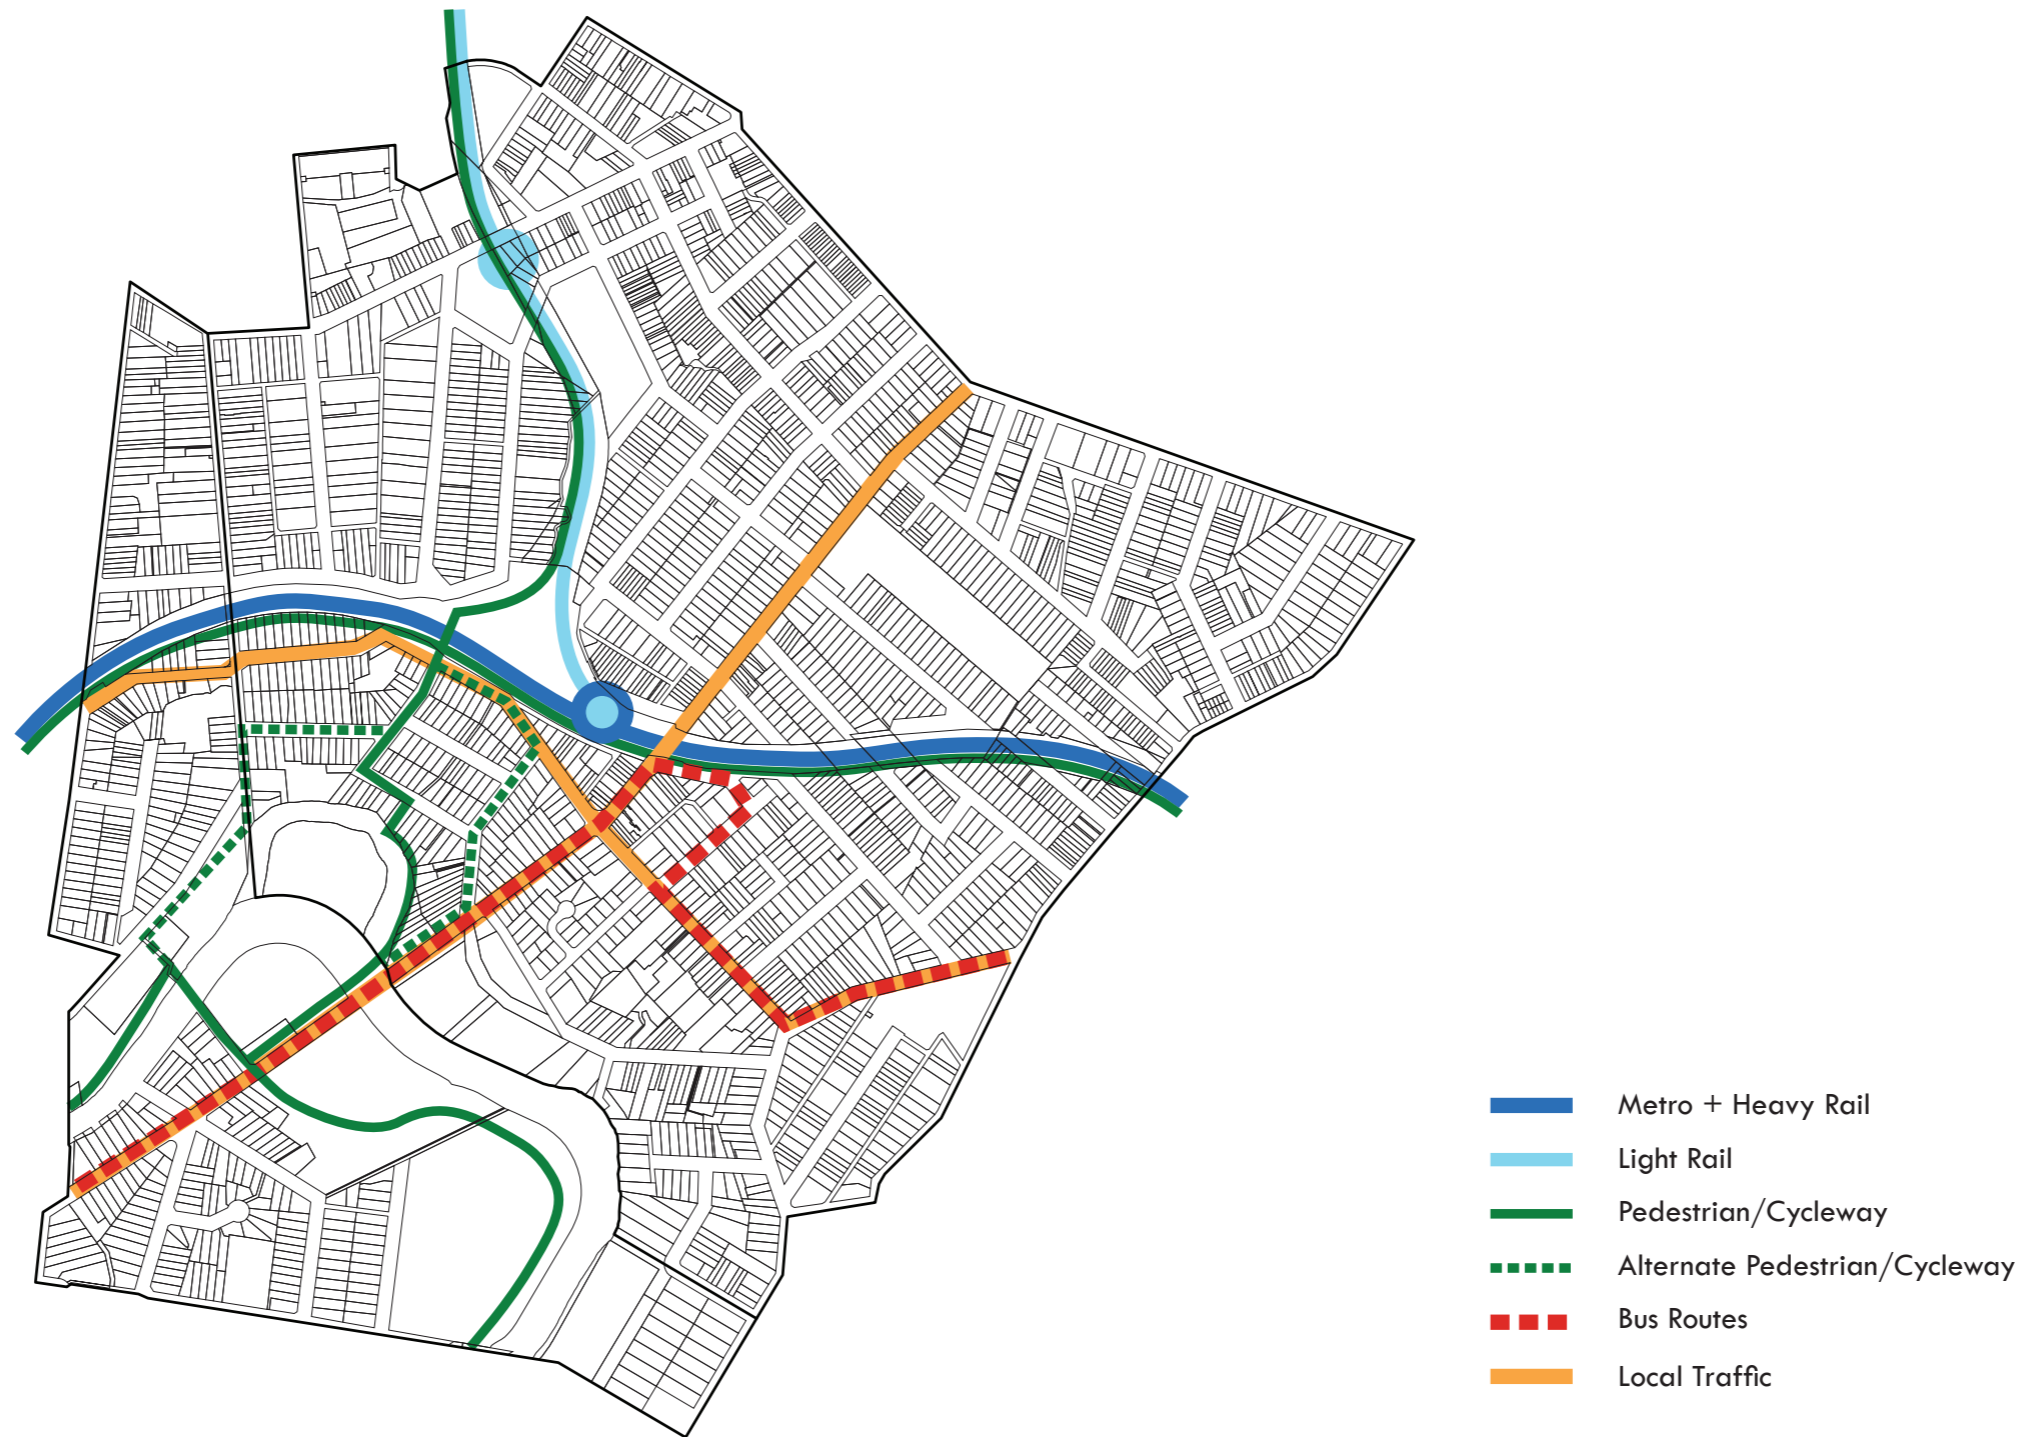 Metro + Heavy Rail
Light Rail
Pedestrian/Cycleway
Alternate Pedestrian/Cycleway
Bus Routes
Local Traffic